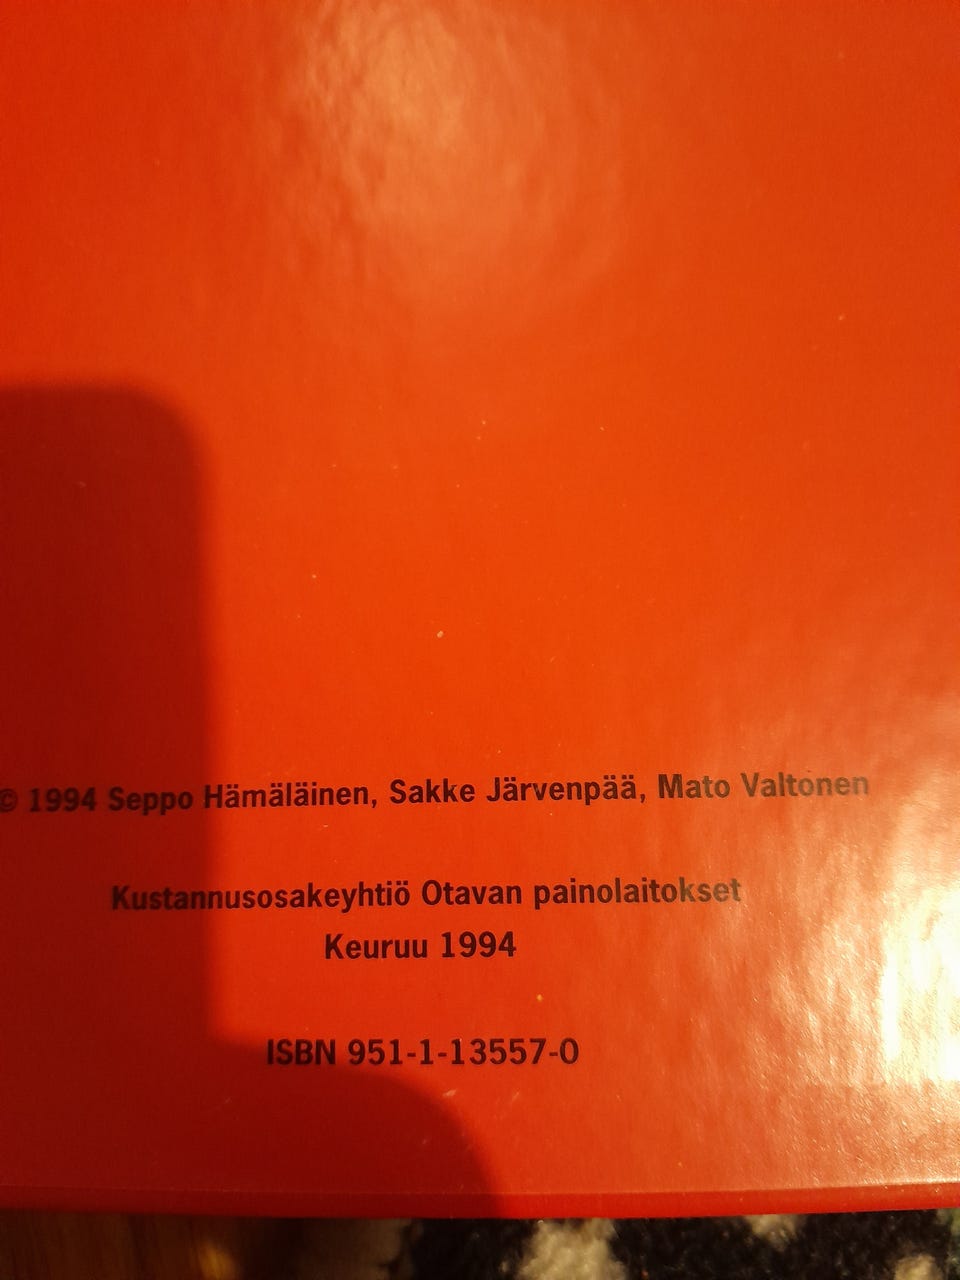 © 1994 Seppo Hämäläinen, Sakke Järvenpää, Mato Valtonen
Kustannusosakeyhtiö Otavan painolaitokset
Keuruu 1994
ISBN 951-1-13557-0